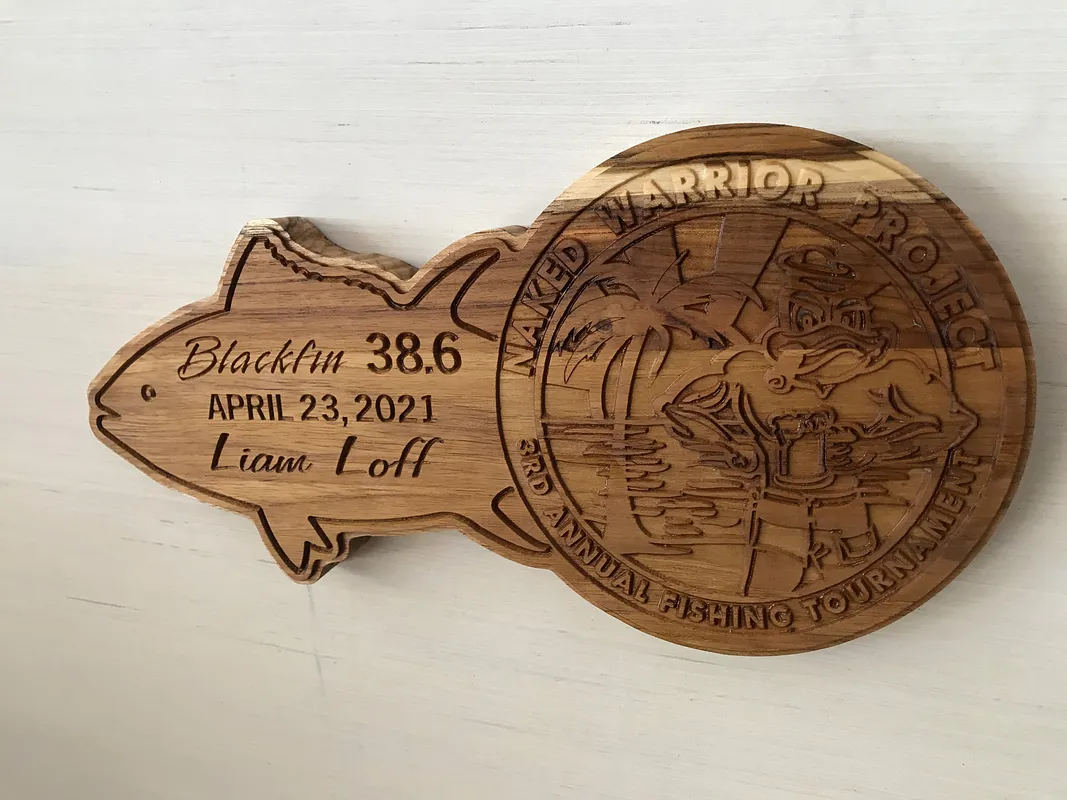 Blackfin 38.6
APRIL 23, 2021
Liam Loff
NAKED WARRIOR PROJECT
3RD ANNUAL FISHING TOURNAMENT